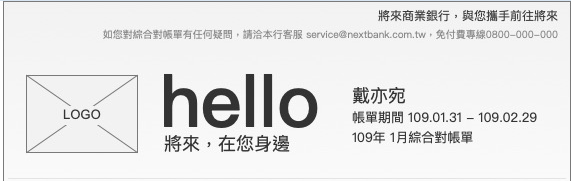 將來商業銀行，與您攜手前往將來
如您對綜合對帳單有任何疑問，請洽本行客服 service@nextbank.com.tw，免付費專線0800-000-000
LOGO
hello
將來，在您身邊
戴亦宛
帳單期間 109.01.31 - 109.02.29
109年 1月綜合對帳單